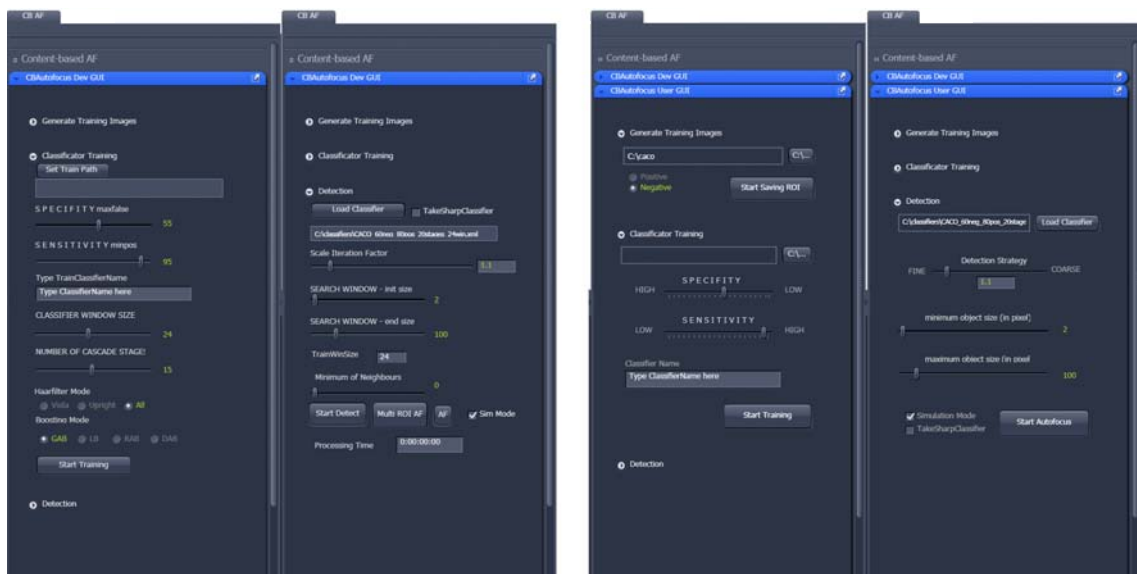 CB AF
Content-based AF
CBAutofocus Dev GUI
Generate Training Images
Classificator Training
Set Train Path
S P E C I F I T Y maxfalse
55
S E N S I T I V I T Y minpos
95
Type TrainClassifierName
Type ClassifierName here
CLASSIFIER WINDOW SIZE
24
NUMBER OF CASCADE STAGE!
15
Haarfilter Mode
Viola Upright All
Boosting Mode
GAB LB RAB DAB
Start Training
Detection
Content-based AF
CBAutofocus Dev GUI
Generate Training Images
Classificator Training
Detection
Load Classifier TakeSharpClassifier
C:\classifiers\CACO_60neg_80pos_20stages_24win.xml
Scale Iteration Factor
1.1
SEARCH WINDOW - init size
2
SEARCH WINDOW - end size
100
TrainWinSize 24
Minimum of Neighbours
0
Start Detect Multi ROI AF AF Sim Mode
Processing Time 0:00:00:00
CB AF
Content-based AF
CBAutofocus Dev GUI
CBAutofocus User GUI
Generate Training Images
C:\caco C:\...
Positive
Negative Start Saving ROI
Classificator Training
C:\...
S P E C I F I T Y
HIGH LOW
S E N S I T I V I T Y
LOW HIGH
Classifier Name
Type ClassifierName here
Start Training
Detection
CB AF
Content-based AF
CBAutofocus Dev GUI
CBAutofocus User GUI
Generate Training Images
Classificator Training
Detection
C:\classifiers\CACO_60neg_80pos_20stage Load Classifier
Detection Strategy
FINE COARSE
1.1
minimum object size (in pixel)
2
maximum object size (in pixel
100
Simulation Mode
TakeSharpClassifier
Start Autofocus